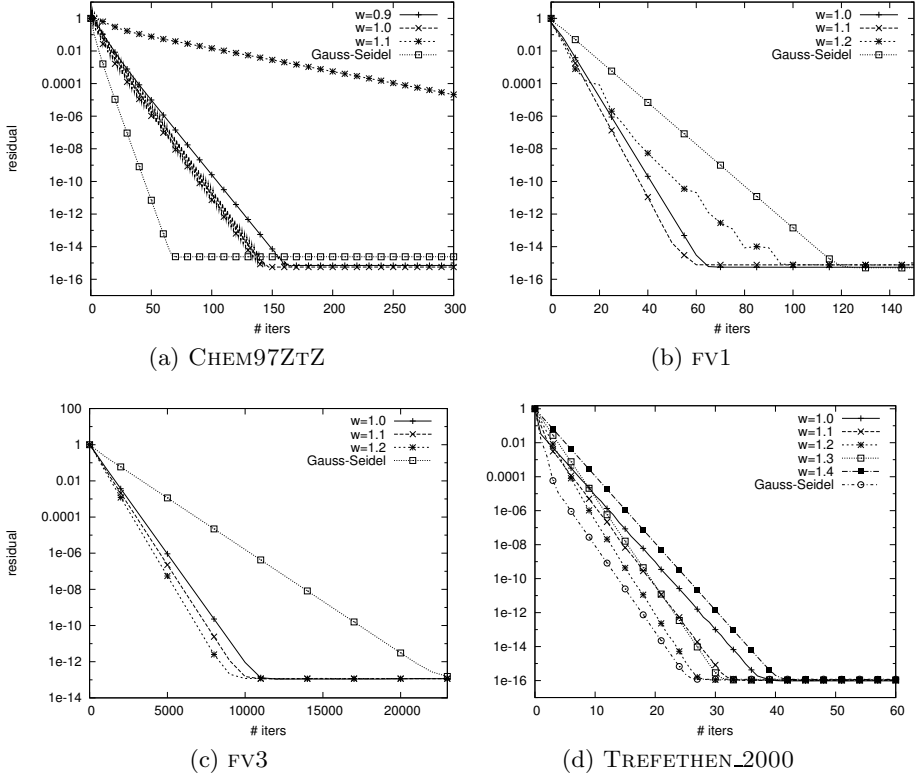 1
0.01
0.0001
1e-06
1e-08
1e-10
1e-12
1e-14
1e-16
residual
0
50
100
150
200
250
300
# iters
w=0.9
w=1.0
w=1.1
Gauss-Seidel
(a) CHEM97ZTZ
1
0.01
0.0001
1e-06
1e-08
1e-10
1e-12
1e-14
1e-16
0
20
40
60
80
100
120
140
# iters
w=1.0
w=1.1
w=1.2
Gauss-Seidel
(b) FV1
100
1
0.01
0.0001
1e-06
1e-08
1e-10
1e-12
1e-14
residual
0
5000
10000
15000
20000
# iters
w=1.0
w=1.1
w=1.2
Gauss-Seidel
(c) FV3
1
0.01
0.0001
1e-06
1e-08
1e-10
1e-12
1e-14
1e-16
0
10
20
30
40
50
60
# iters
w=1.0
w=1.1
w=1.2
w=1.3
w=1.4
Gauss-Seidel
(d) TREFETHEN_2000